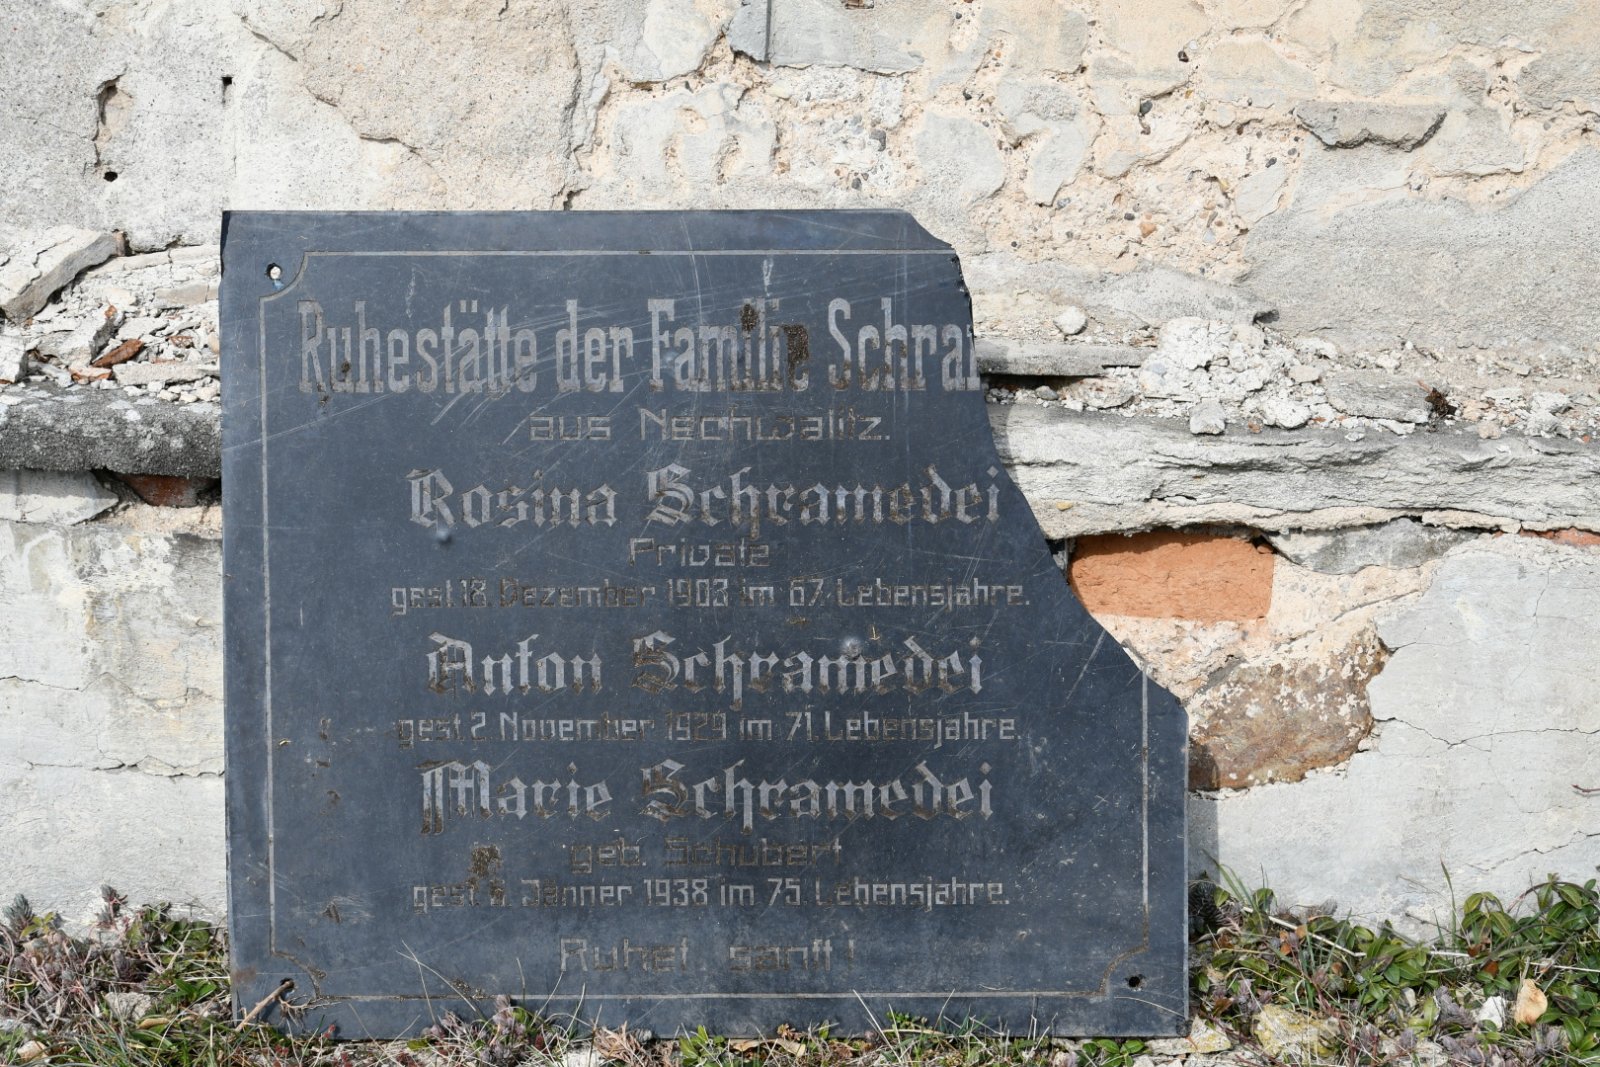 Ruhestätte der Familie Schra
aus Nechwalitz.
Rosina Schramedei
Private
gest. 18. Dezember 1903 im 67. Lebensjahre.
Anton Schramedei
gest. 2. November 1929 im 71. Lebensjahre.
Marie Schramedei
geb. Schubert
gest. Jänner 1938 im 75. Lebensjahre.
Ruhet sanft!